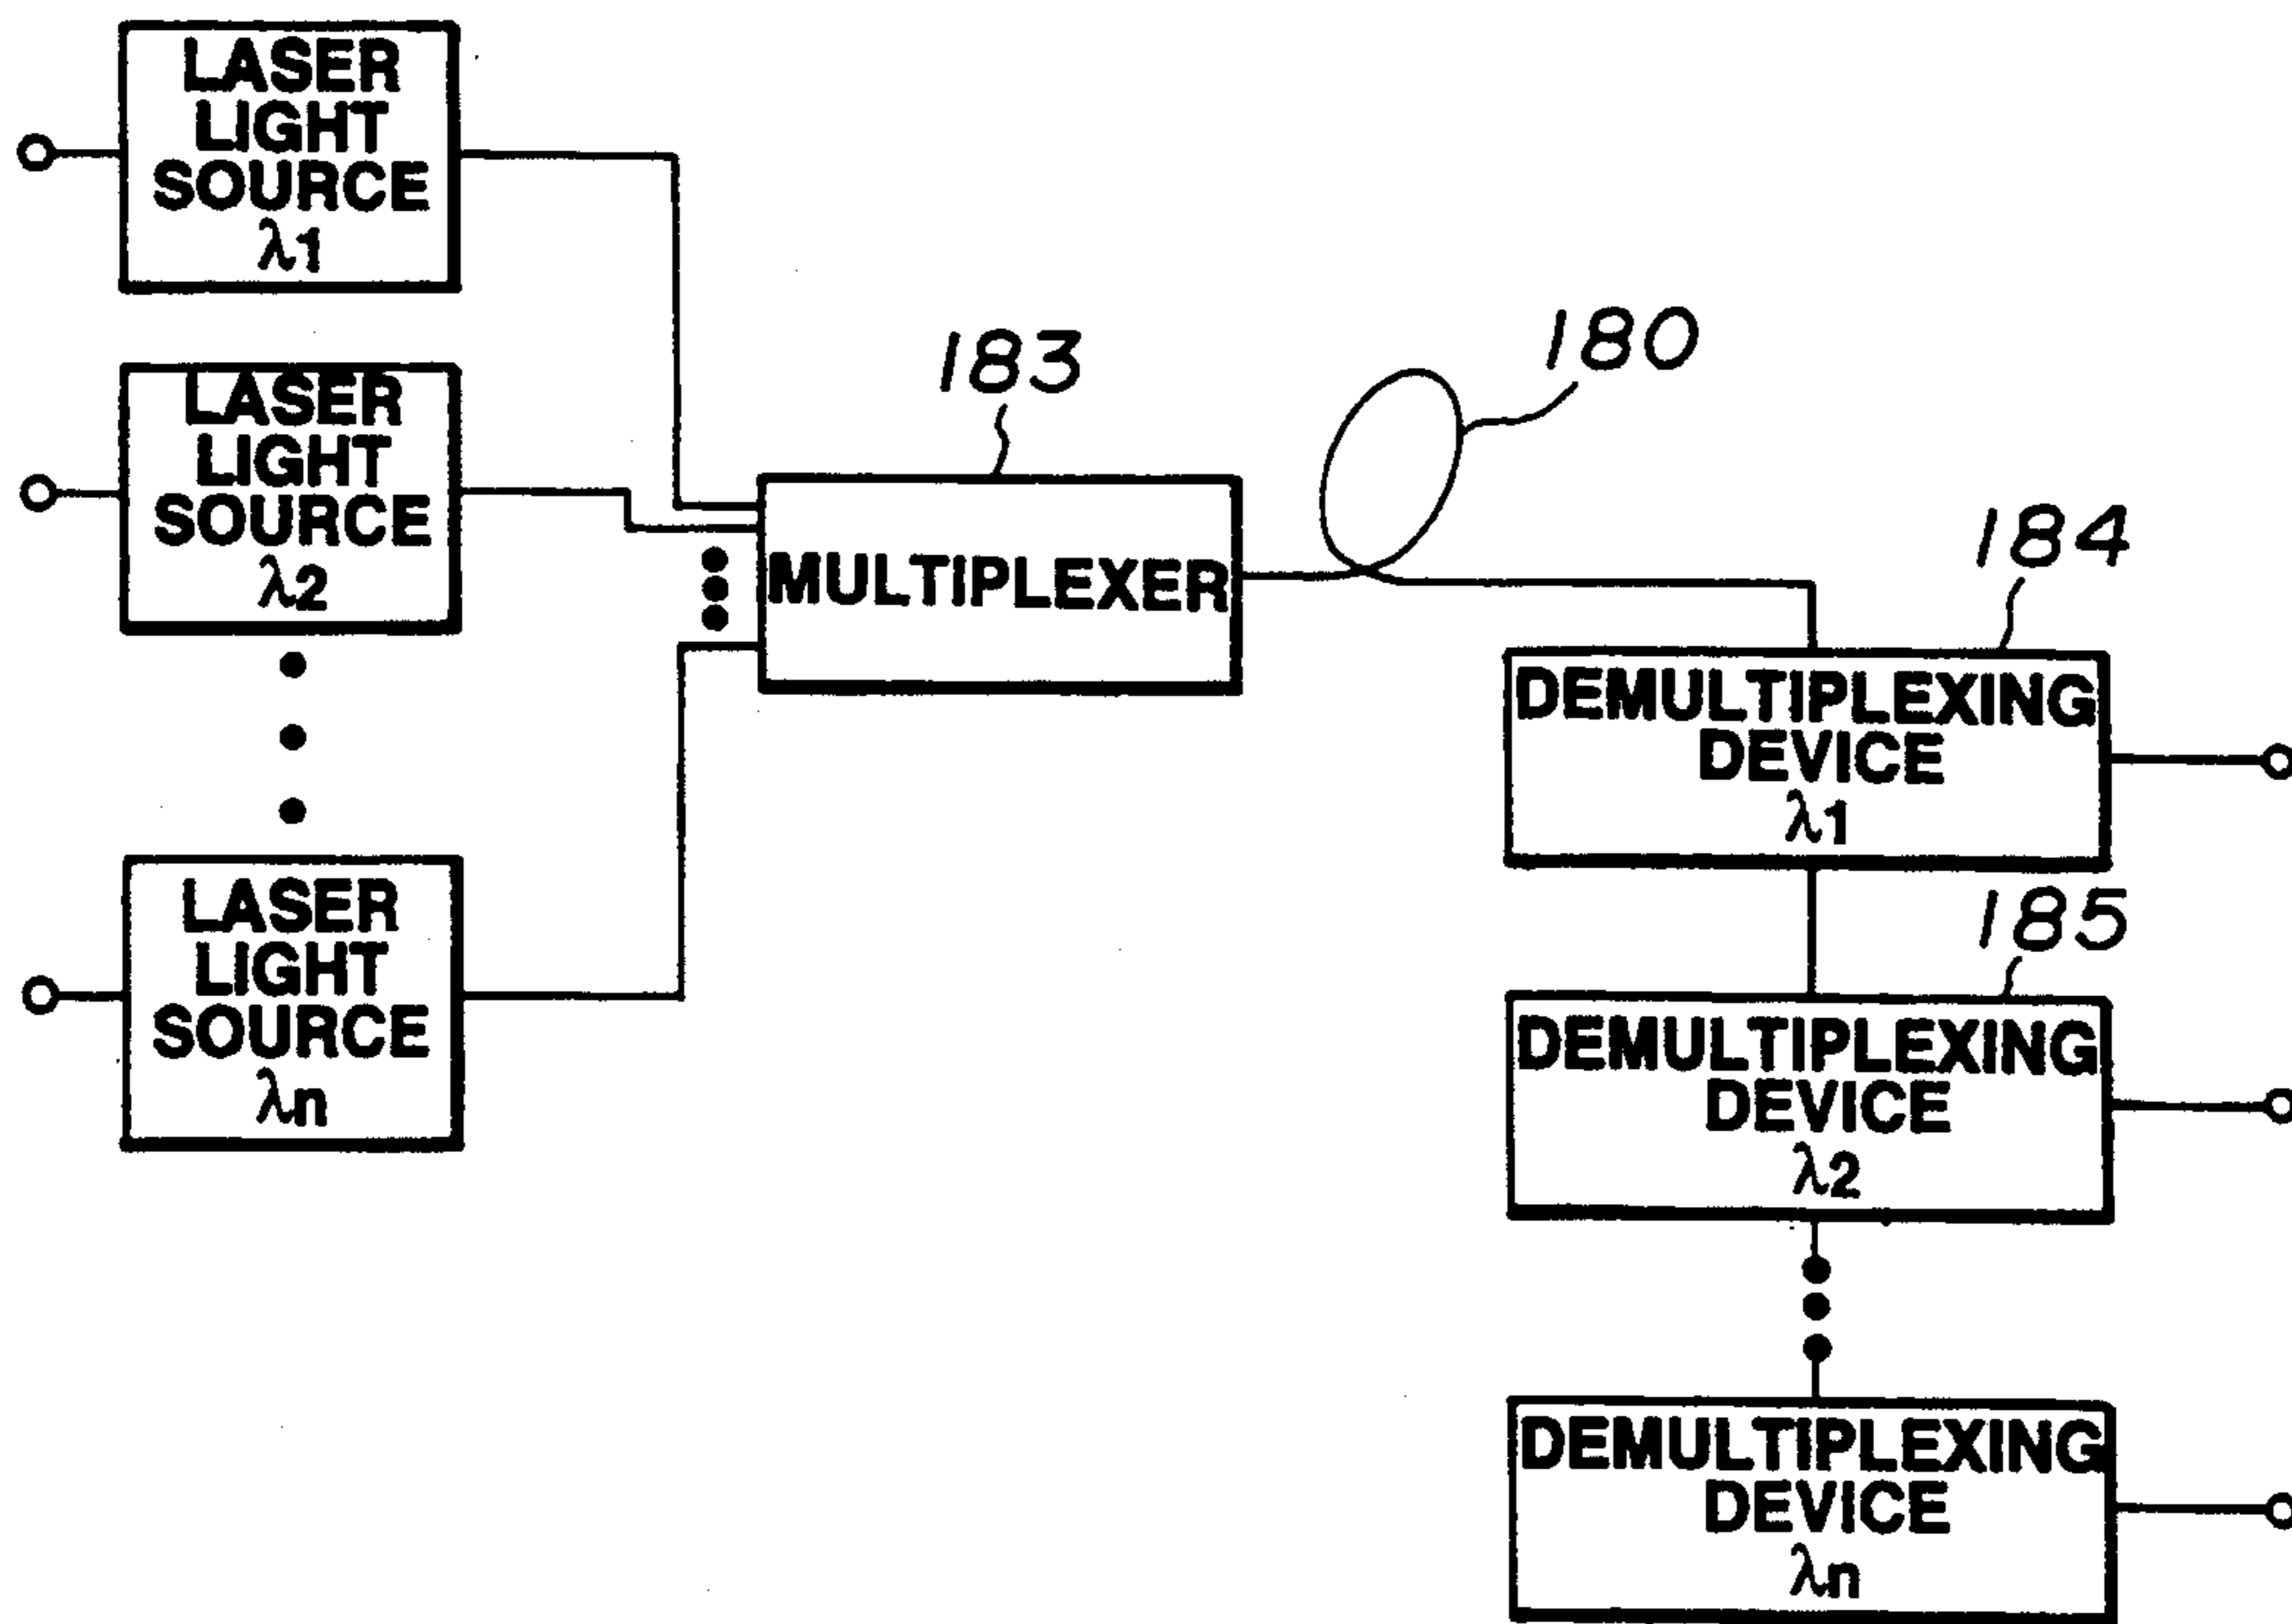 LASER
LIGHT
SOURCE
λ1
LASER
LIGHT
SOURCE
λ2
LASER
LIGHT
SOURCE
λn
183
MULTIPLEXER
180
184
DEMULTIPLEXING
DEVICE
λ1
185
DEMULTIPLEXING
DEVICE
λ2
DEMULTIPLEXING
DEVICE
λn